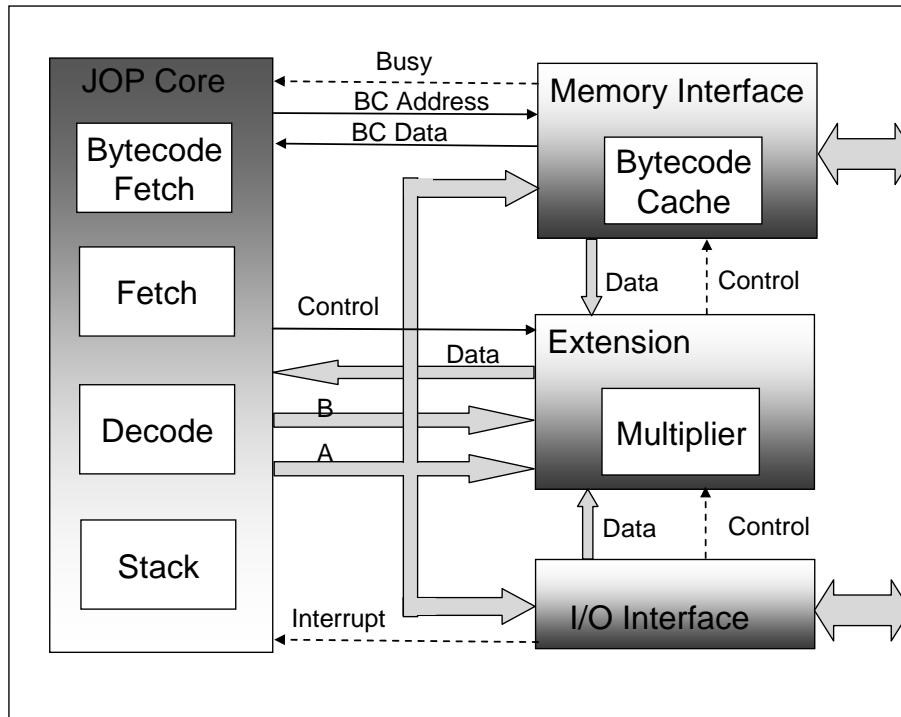 JOP Core
Bytecode
Fetch
Fetch
Decode
Stack
Busy
BC Address
BC Data
Control
Data
B
A
Interrupt
Memory Interface
Bytecode
Cache
Data
Control
Extension
Multiplier
Data
Control
I/O Interface